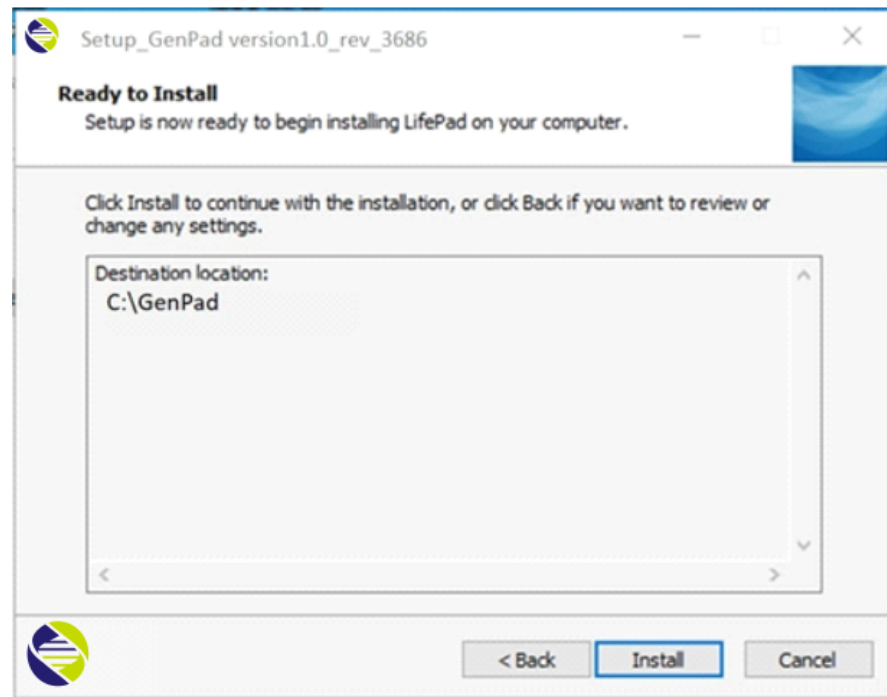 Setup_GenPad version1.0_rev_3686
Ready to Install
Setup is now ready to begin installing LifePad on your computer.
Click Install to continue with the installation, or click Back if you want to review or
change any settings.
Destination location:
C:\GenPad
< Back
Install
Cancel